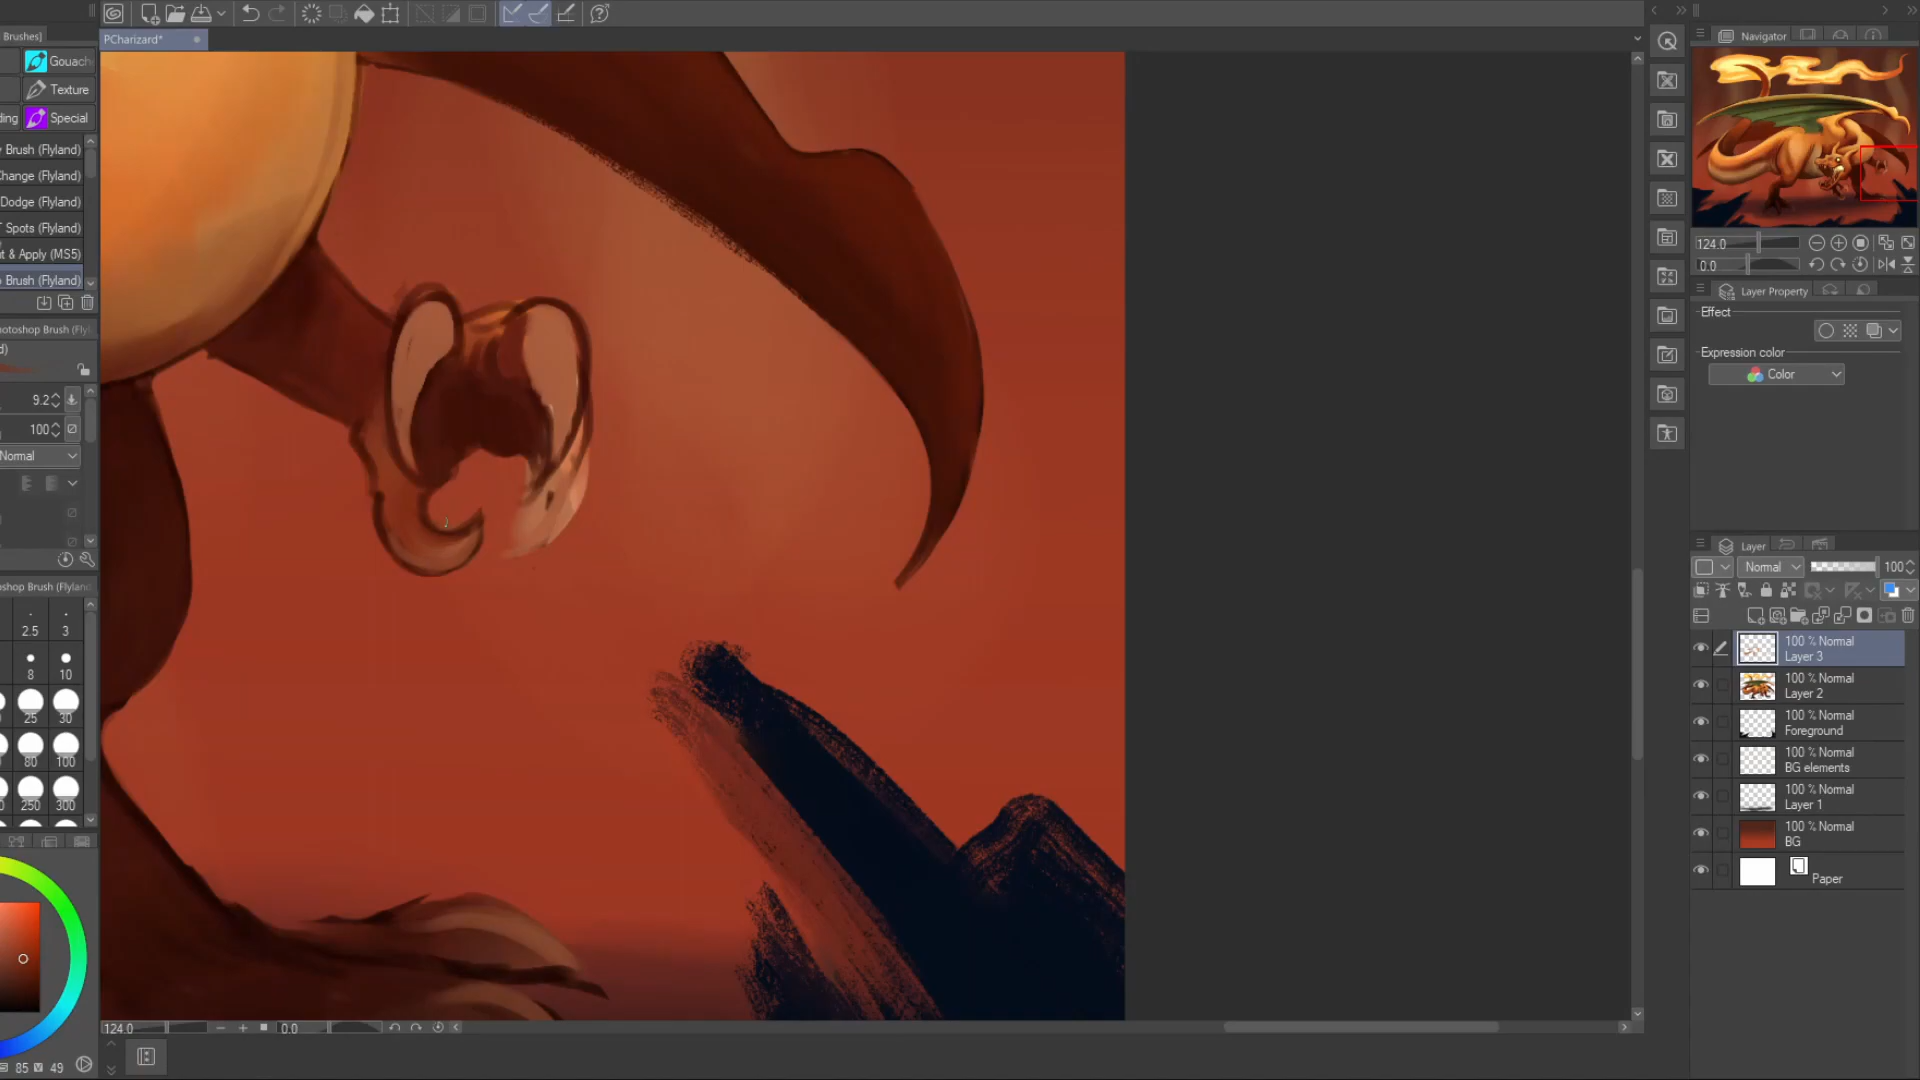 Brushes]
PCharizard*
Navigator
Gouach
Texture
ding
Special
Brush (Flyland)
Change (Flyland)
Dodge (Flyland)
Spots (Flyland)
& Apply (MS5)
Brush (Flyland)
124.0
0.0
Layer Property
Effect
Expression color
Color
otoshop Brush (Flyl
9.2
100
Normal
Layer
Normal
100
shop Brush (Flyland
2.5
3
8
10
25
30
80
100
250
300
100 % Normal
Layer 3
100 % Normal
Layer 2
100 % Normal
Foreground
100 % Normal
BG elements
100 % Normal
Layer 1
100 % Normal
BG
Paper
124.0
0.0
85
V
49